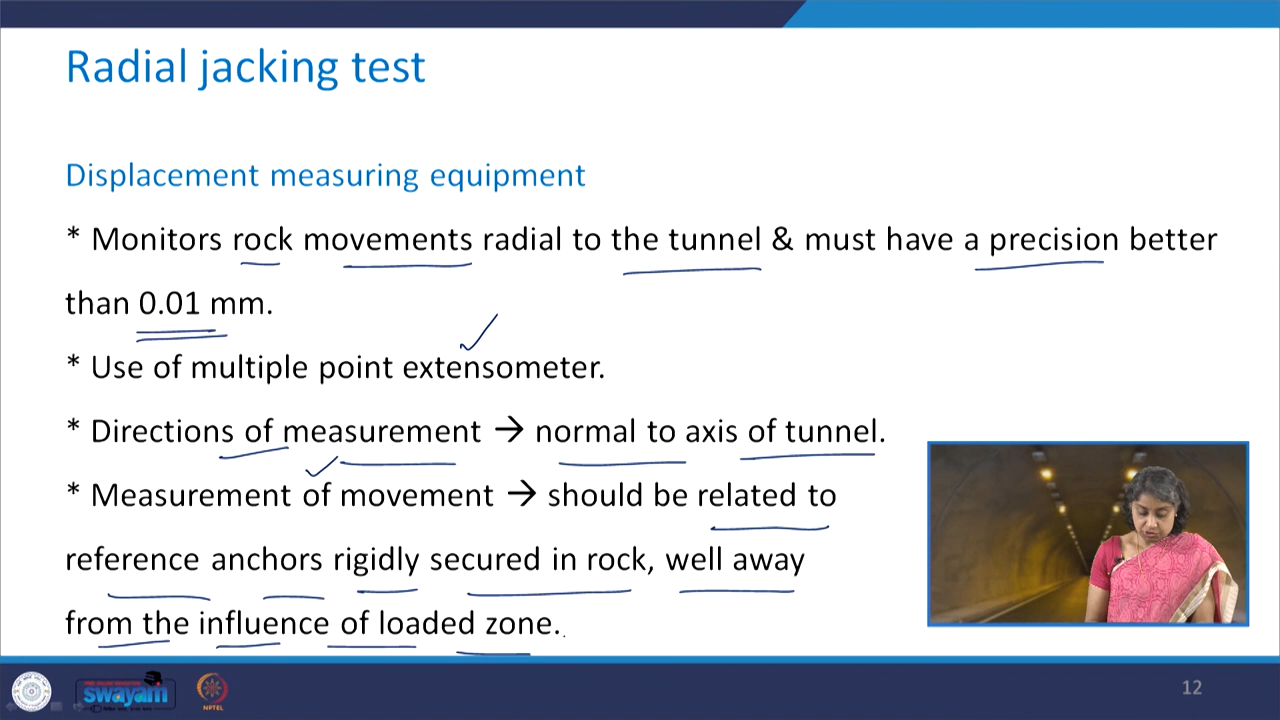 Radial jacking test
Displacement measuring equipment
* Monitors rock movements radial to the tunnel & must have a precision better
than 0.01 mm.
* Use of multiple point extensometer.
* Directions of measurement → normal to axis of tunnel.
* Measurement of movement → should be related to
reference anchors rigidly secured in rock, well away
from the influence of loaded zone.
swayam
NPTEL
12